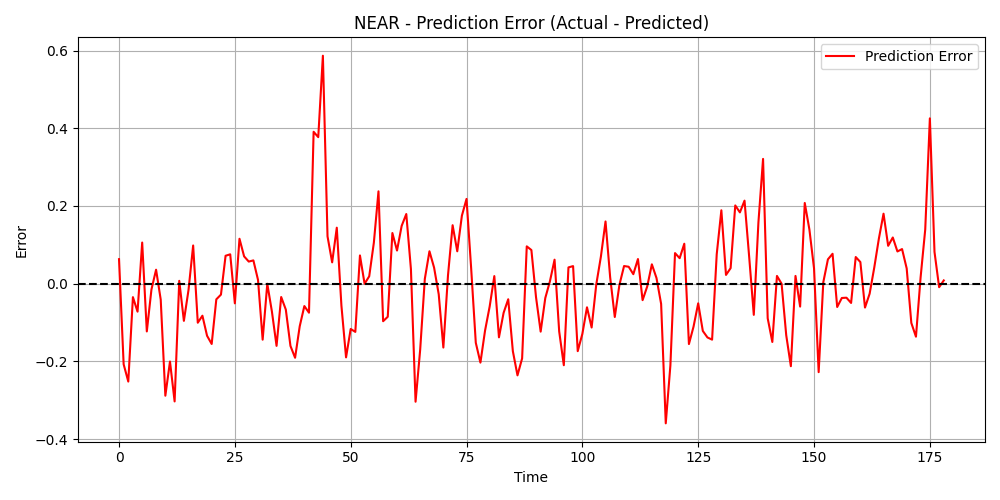 NEAR - Prediction Error (Actual - Predicted)
Prediction Error
Error
0.6
0.4
0.2
0.0
−0.2
−0.4
0 25 50 75 100 125 150 175
Time